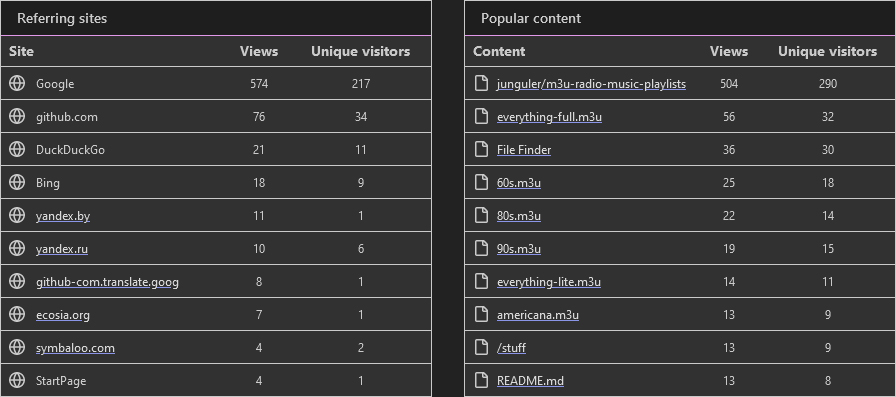 Referring sites
Site Views Unique visitors
Google 574 217
github.com 76 34
DuckDuckGo 21 11
Bing 18 9
yandex.by 11 1
yandex.ru 10 6
github-com.translate.goog 8 1
ecosia.org 7 1
symbaloo.com 4 2
StartPage 4 1
Popular content
Content Views Unique visitors
junguler/m3u-radio-music-playlists 504 290
everything-full.m3u 56 32
File Finder 36 30
60s.m3u 25 18
80s.m3u 22 14
90s.m3u 19 15
everything-lite.m3u 14 11
americana.m3u 13 9
/stuff 13 9
README.md 13 8